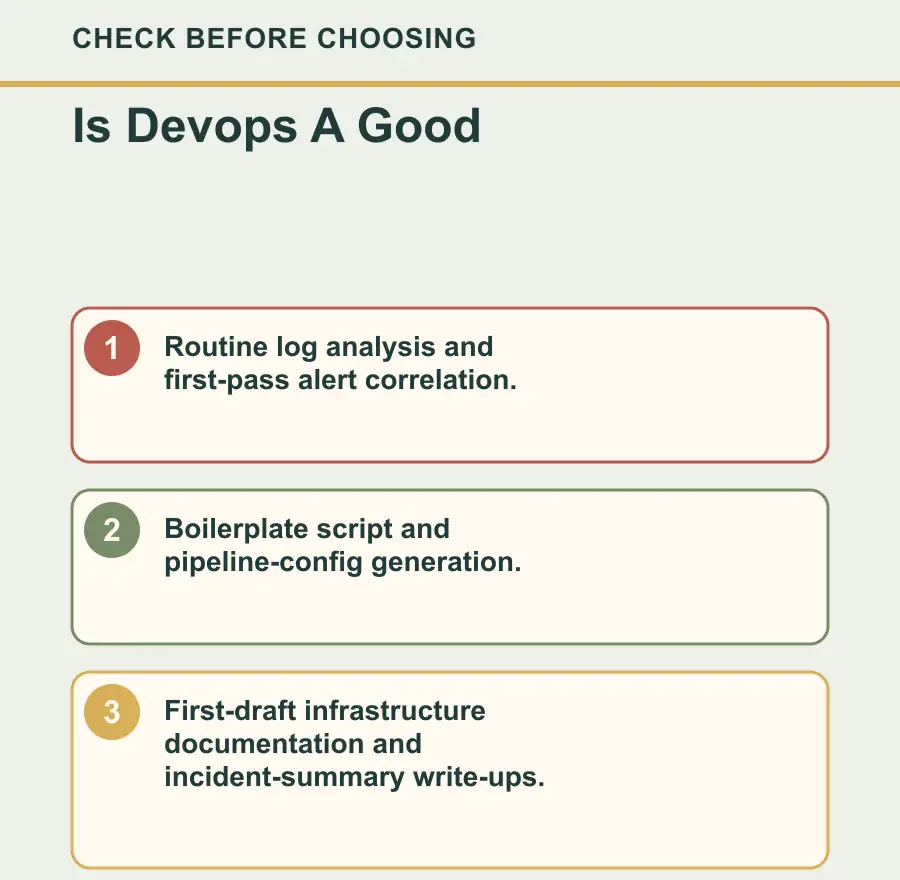 CHECK BEFORE CHOOSING
Is Devops A Good
1
Routine log analysis and
first-pass alert correlation.
2
Boilerplate script and
pipeline-config generation.
3
First-draft infrastructure
documentation and
incident-summary write-ups.